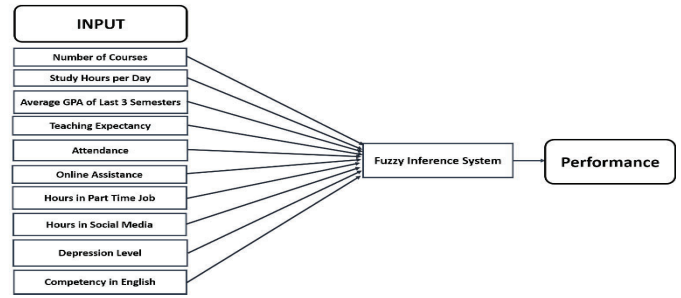 INPUT
Number of Courses
Study Hours per Day
Average GPA of Last 3 Semesters
Teaching Expectancy
Attendance
Online Assistance
Hours in Part Time Job
Hours in Social Media
Depression Level
Competency in English
Fuzzy Inference System
Performance